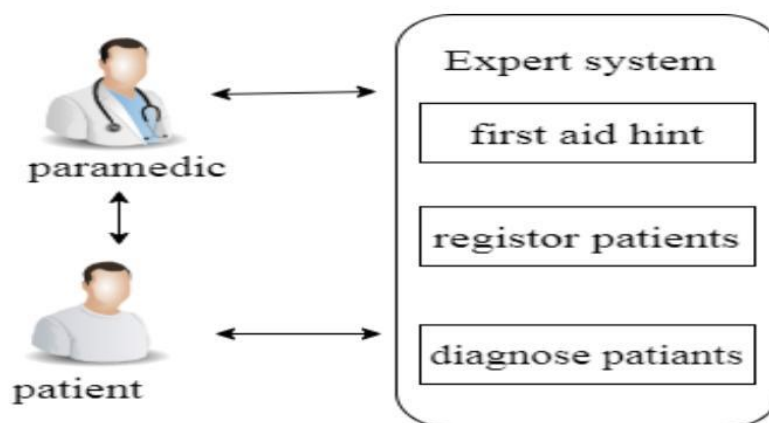 Expert system
first aid hint
paramedic
registor patients
diagnose patiants
patient